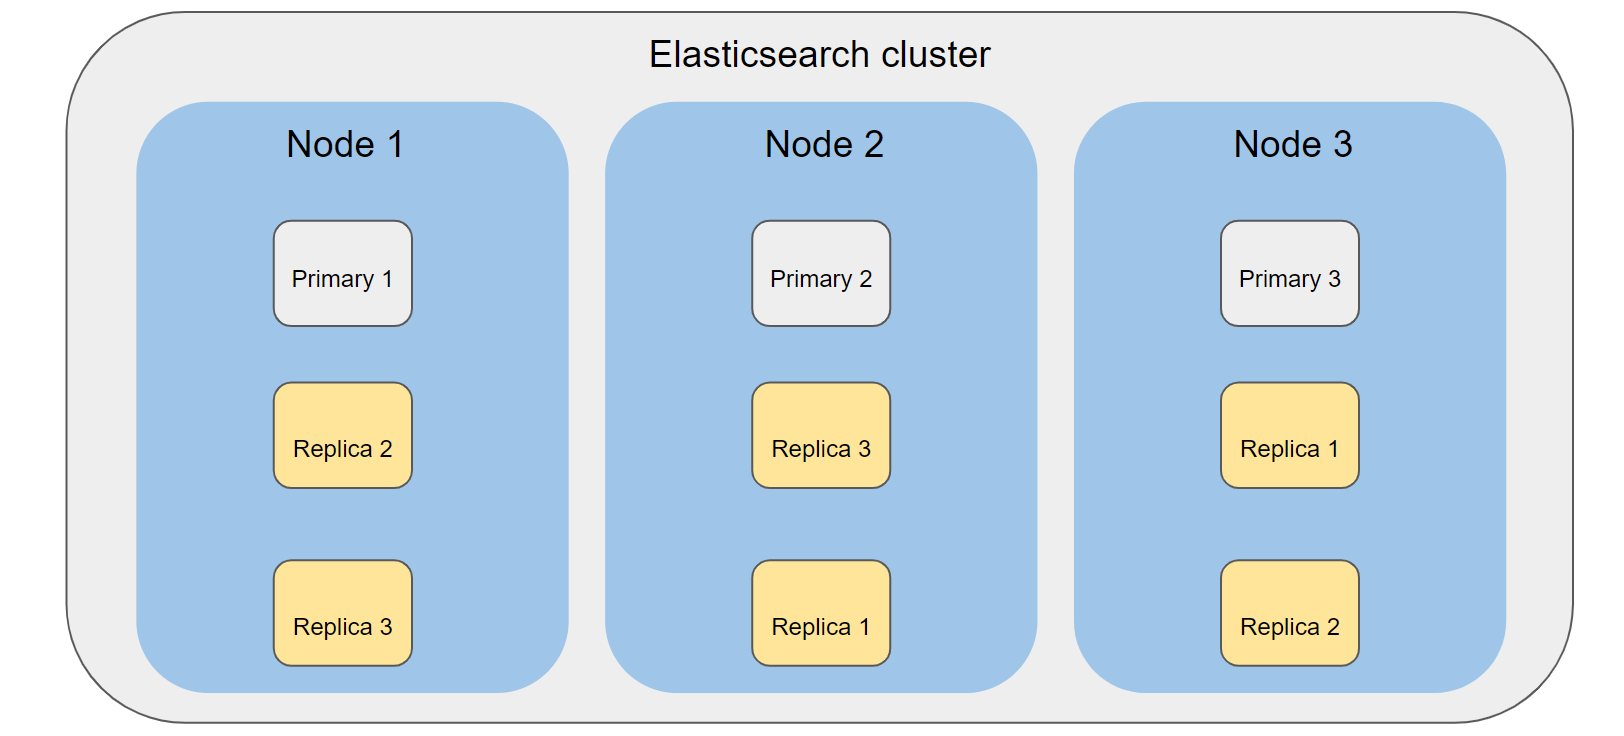 Elasticsearch cluster
Node 1
Node 2
Node 3
Primary 1
Primary 2
Primary 3
Replica 2
Replica 3
Replica 1
Replica 3
Replica 1
Replica 2